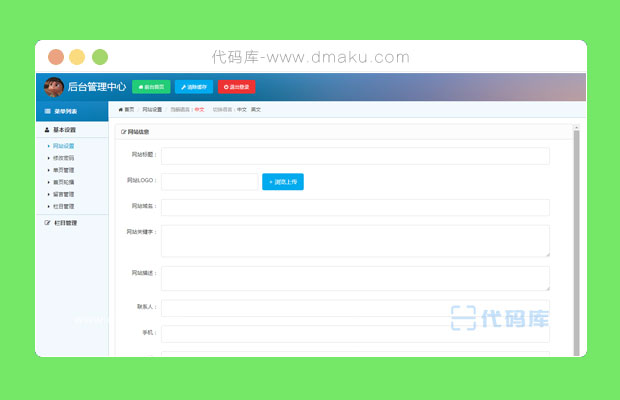 代码库-www.dmaku.com
后台管理中心 前台首页 清除缓存 退出登录
菜单列表
首页 网站设置 当前语言：中文 切换语言：中文 英文
基本设置
网站设置
修改密码
单页管理
首页轮播
留言管理
栏目管理
栏目管理
网站信息
网站标题：
网站LOGO： + 浏览上传
网站域名：
网站关键字：
网站描述：
联系人：
手机：
代码库